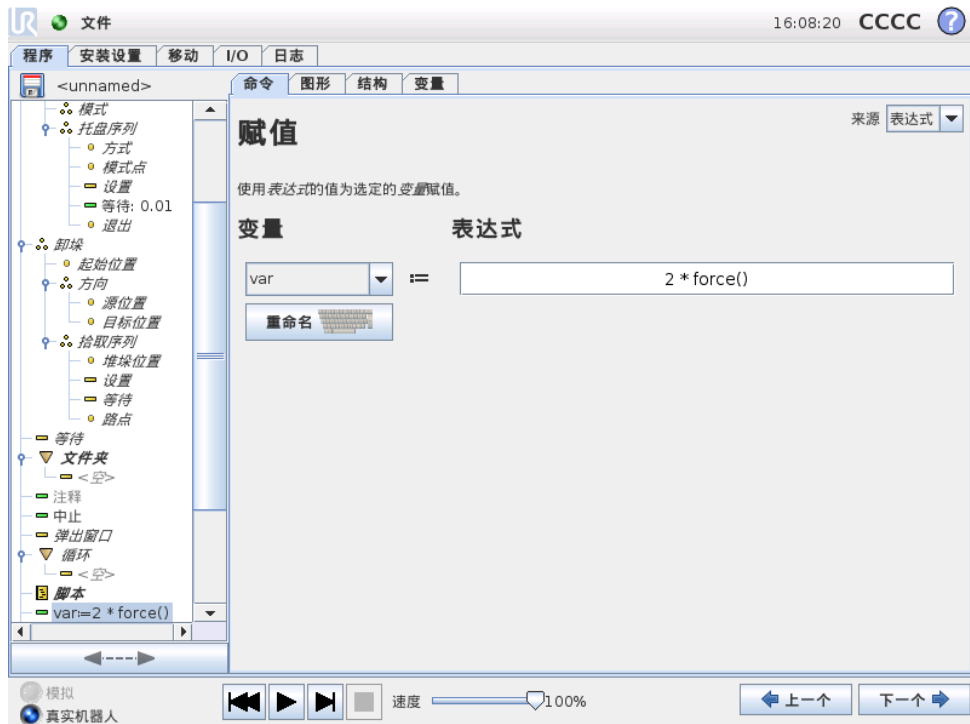 UR 文件 16:08:20 CCCC ?
程序 安装设置 移动 I/O 日志
<unnamed>
模式
托盘序列
方式
模式点
设置
等待: 0.01
退出
卸垛
起始位置
方向
源位置
目标位置
拾取序列
堆垛位置
设置
等待
路点
等待
文件夹
<空>
注释
中止
弹出窗口
循环
<空>
脚本
var:=2 * force()
命令 图形 结构 变量
赋值
来源 表达式
使用表达式的值为选定的变量赋值。
变量 表达式
var := 2 * force()
重命名
模拟
真实机器人
速度 100%
上一个 下一个